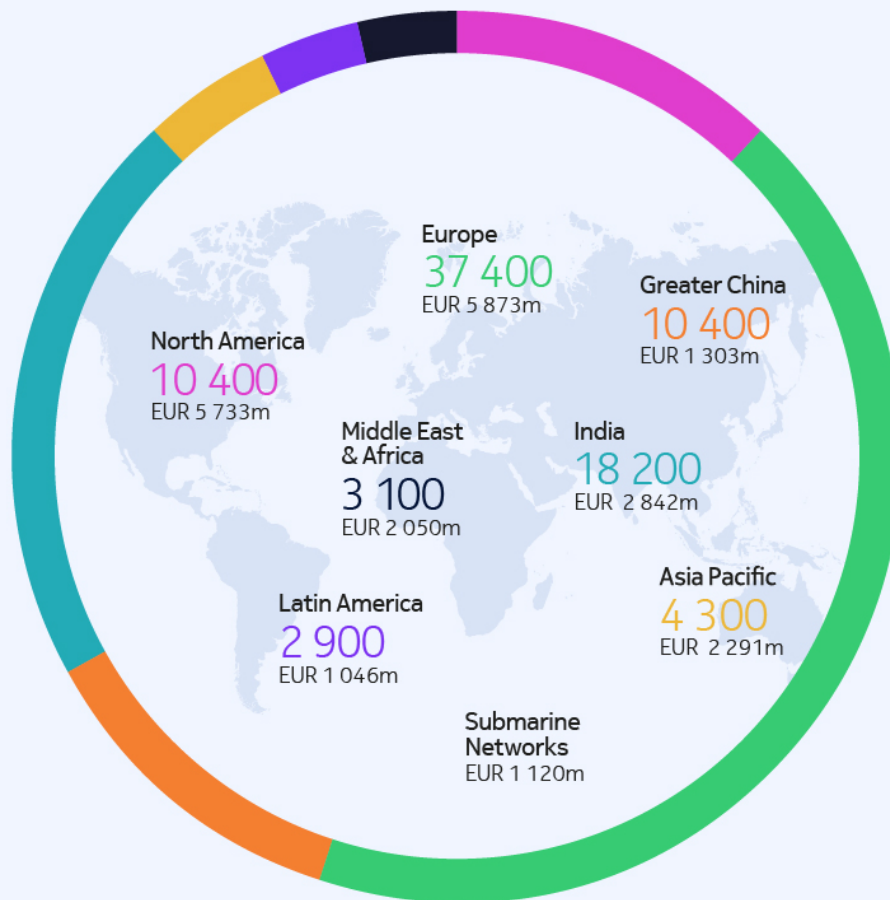 Europe
37 400
EUR 5 873m
Greater China
10 400
EUR 1 303m
North America
10 400
EUR 5 733m
Middle East
& Africa
3 100
EUR 2 050m
India
18 200
EUR 2 842m
Asia Pacific
4 300
EUR 2 291m
Latin America
2 900
EUR 1 046m
Submarine
Networks
EUR 1 120m